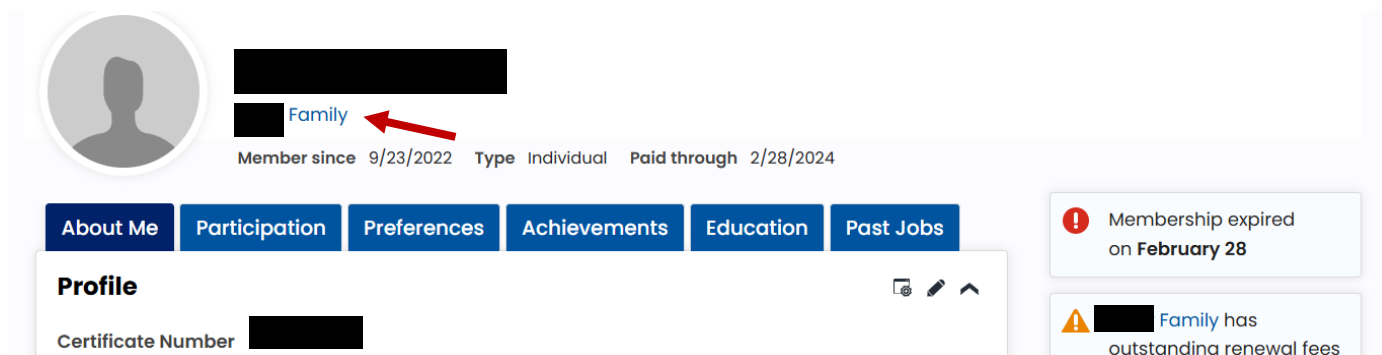 Family
Member since 9/23/2022 Type Individual Paid through 2/28/2024
About Me Participation Preferences Achievements Education Past Jobs
Profile
Certificate Number
Membership expired
on February 28
Family has
outstanding renewal fees